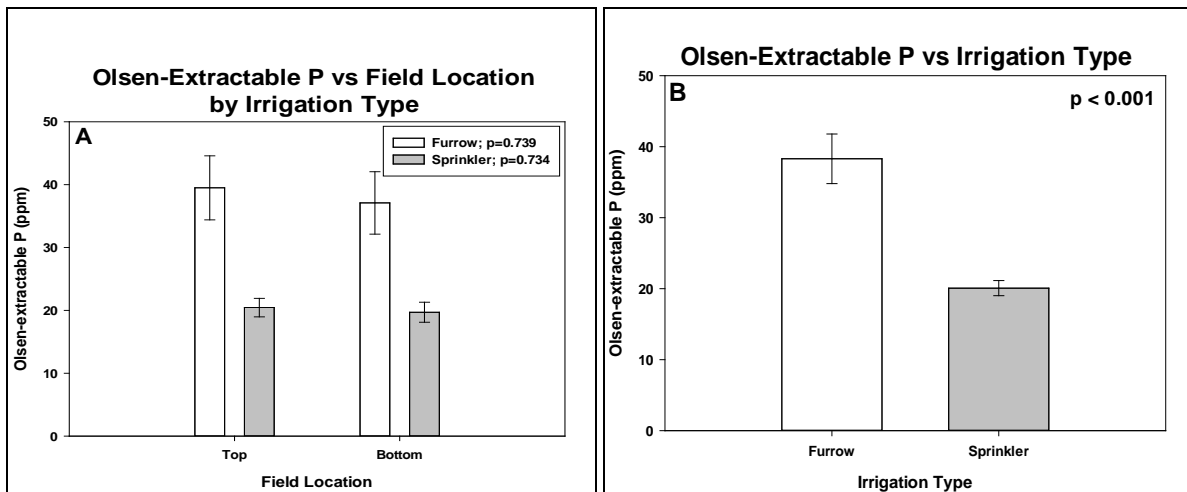 Olsen-Extractable P vs Field Location
by Irrigation Type
A
Furrow; p=0.739
Sprinkler; p=0.734
50
40
30
20
10
0
Olsen-extractable P (ppm)
Top
Bottom
Field Location
Olsen-Extractable P vs Irrigation Type
B
p < 0.001
50
40
30
20
10
0
Olsen-extractable P (ppm)
Furrow
Sprinkler
Irrigation Type